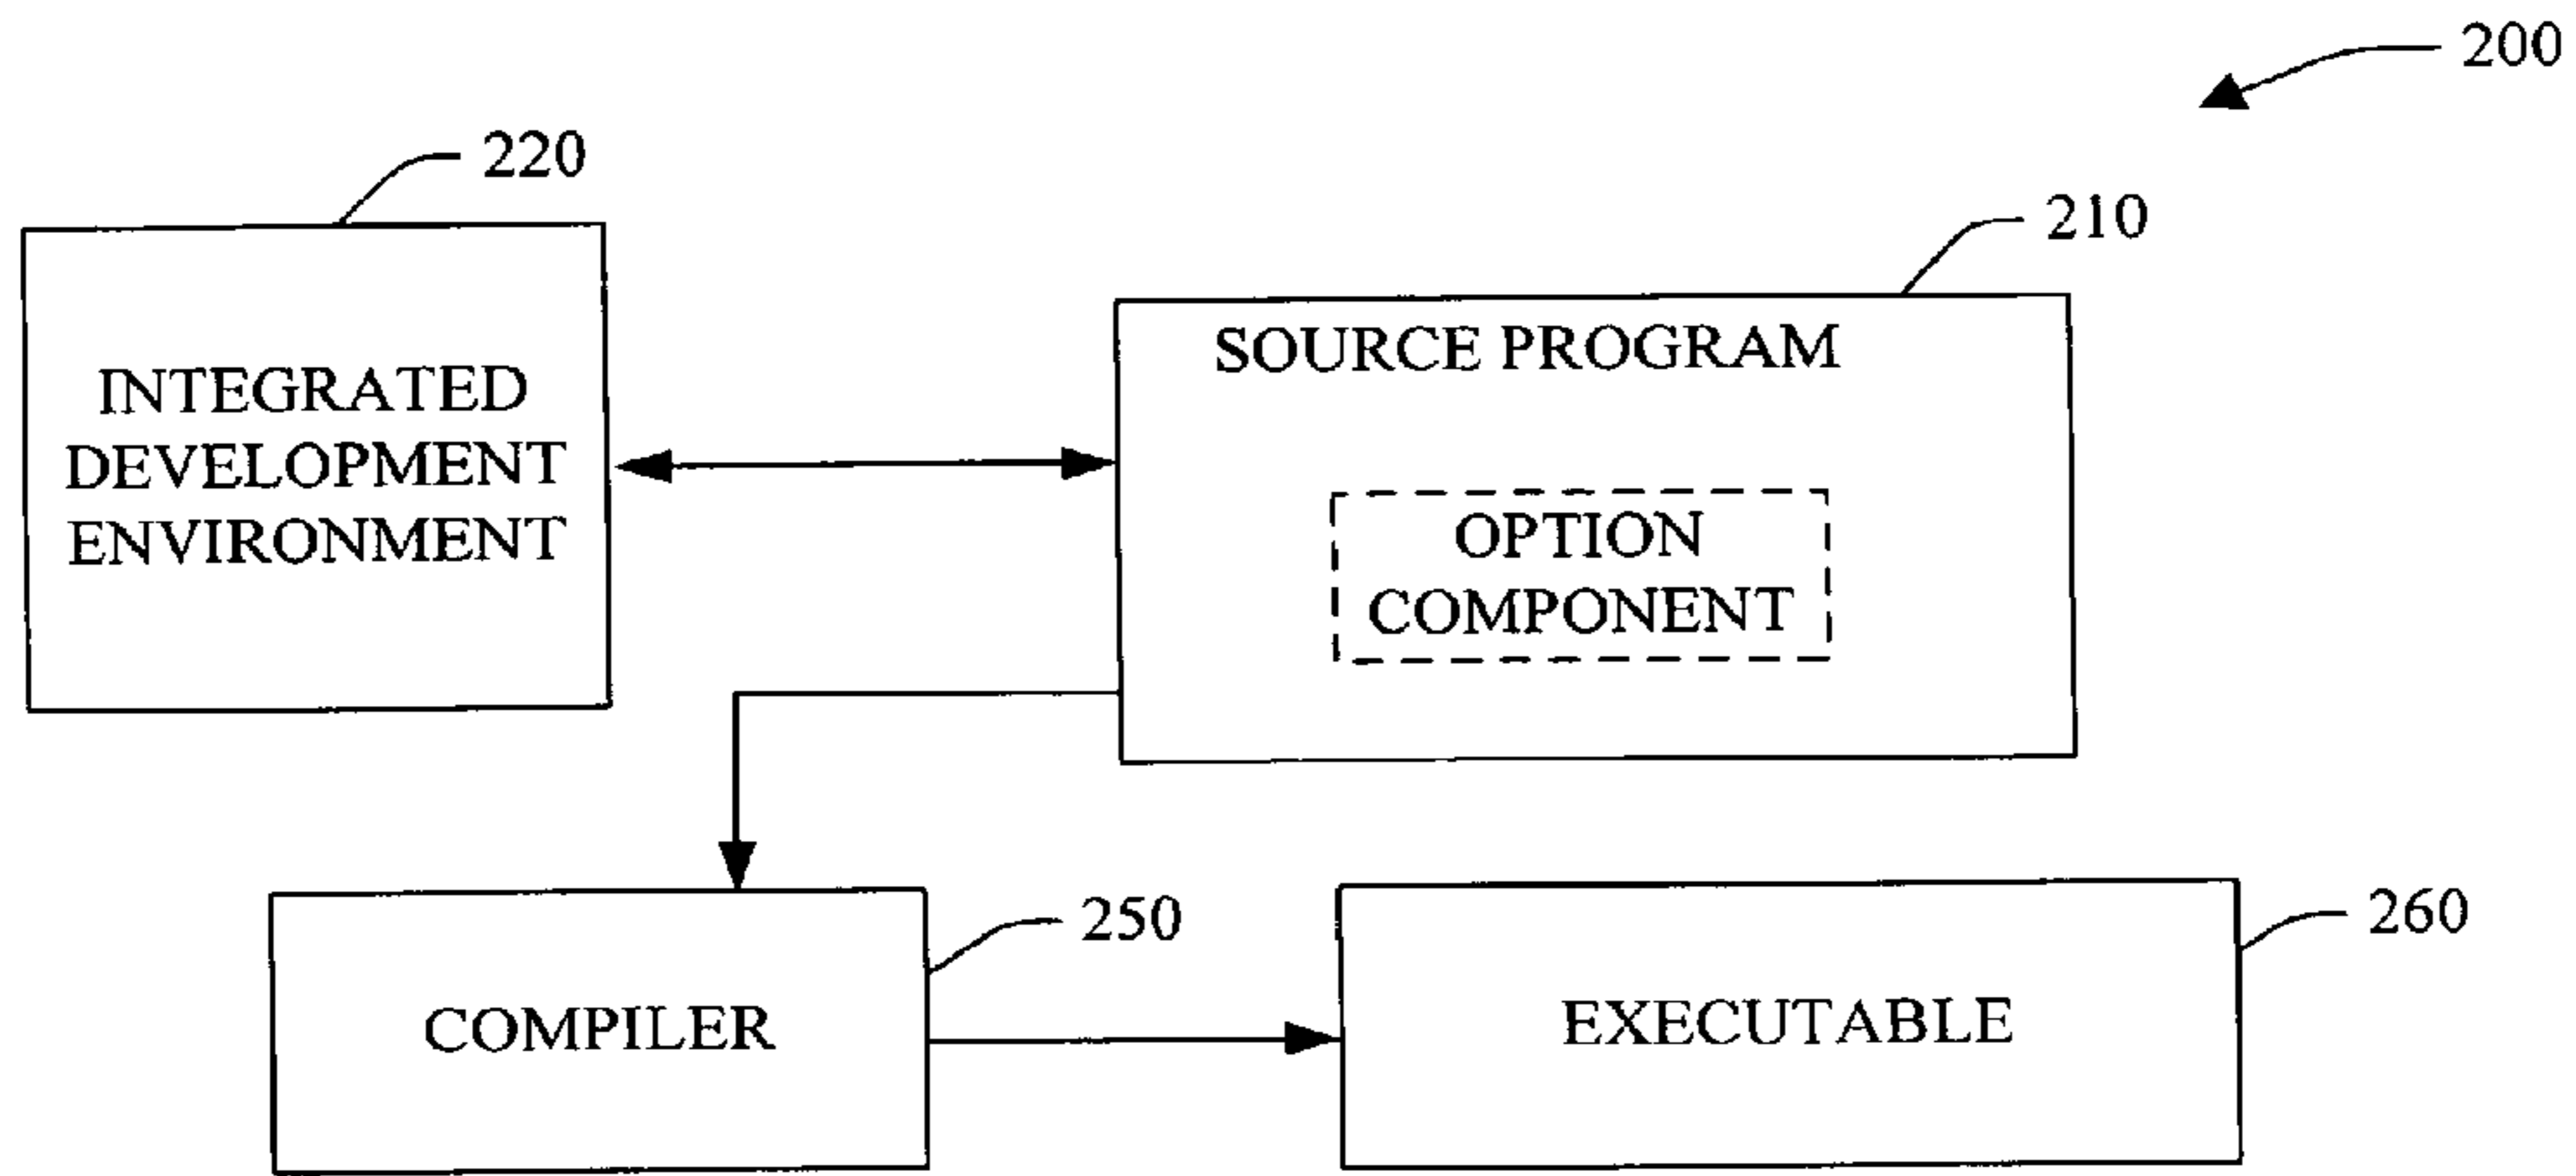 200
220
210
INTEGRATED
DEVELOPMENT
ENVIRONMENT
SOURCE PROGRAM
OPTION
COMPONENT
250
260
COMPILER
EXECUTABLE